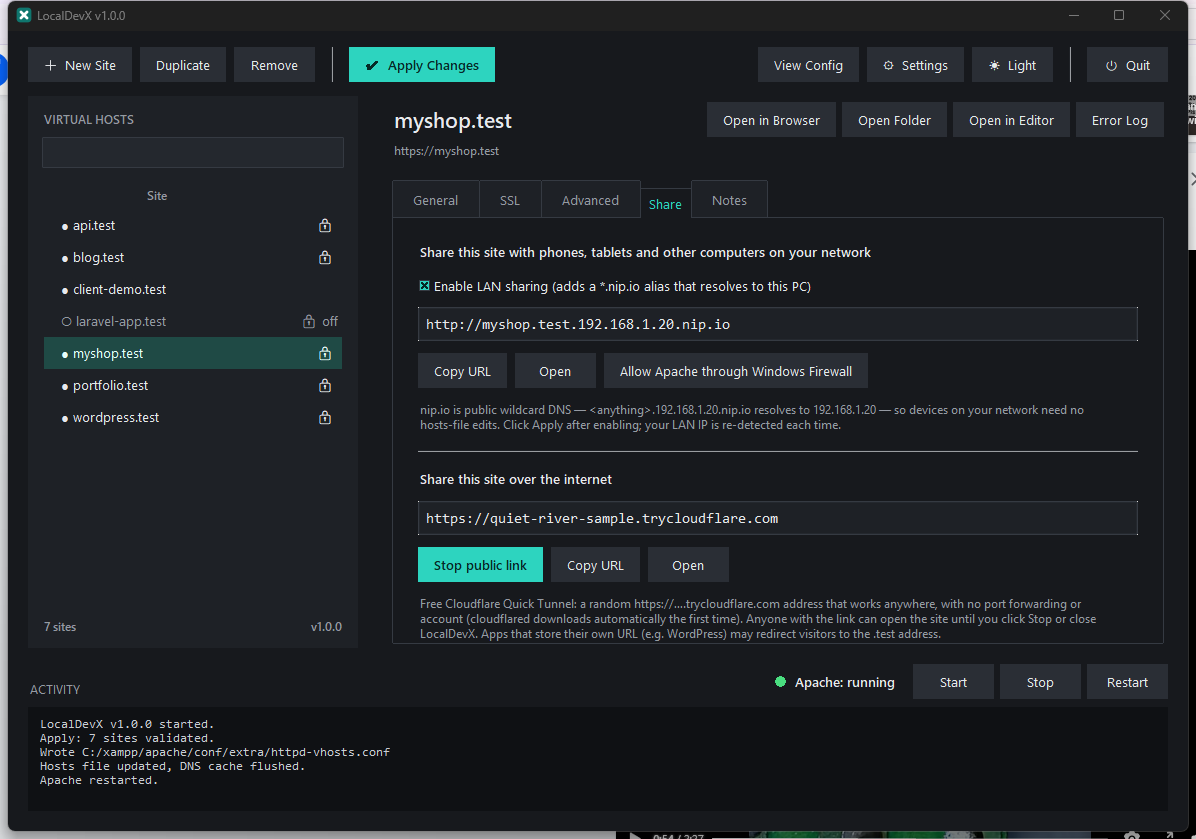 LocalDevX v1.0.0
New Site
Duplicate
Remove
Apply Changes
View Config
Settings
Light
Quit
VIRTUAL HOSTS
Site
api.test
blog.test
client-demo.test
laravel-app.test off
myshop.test
portfolio.test
wordpress.test
7 sites
v1.0.0
myshop.test
https://myshop.test
Open in Browser
Open Folder
Open in Editor
Error Log
General
SSL
Advanced
Share
Notes
Share this site with phones, tablets and other computers on your network
Enable LAN sharing (adds a *.nip.io alias that resolves to this PC)
http://myshop.test.192.168.1.20.nip.io
Copy URL
Open
Allow Apache through Windows Firewall
nip.io is public wildcard DNS — <anything>.192.168.1.20.nip.io resolves to 192.168.1.20 — so devices on your network need no
hosts-file edits. Click Apply after enabling; your LAN IP is re-detected each time.
Share this site over the internet
https://quiet-river-sample.trycloudflare.com
Stop public link
Copy URL
Open
Free Cloudflare Quick Tunnel: a random https://....trycloudflare.com address that works anywhere, with no port forwarding or
account (cloudflared downloads automatically the first time). Anyone with the link can open the site until you click Stop or close
LocalDevX. Apps that store their own URL (e.g. WordPress) may redirect visitors to the .test address.
ACTIVITY
Apache: running
Start
Stop
Restart
LocalDevX v1.0.0 started.
Apply: 7 sites validated.
Wrote C:/xampp/apache/conf/extra/httpd-vhosts.conf
Hosts file updated, DNS cache flushed.
Apache restarted.